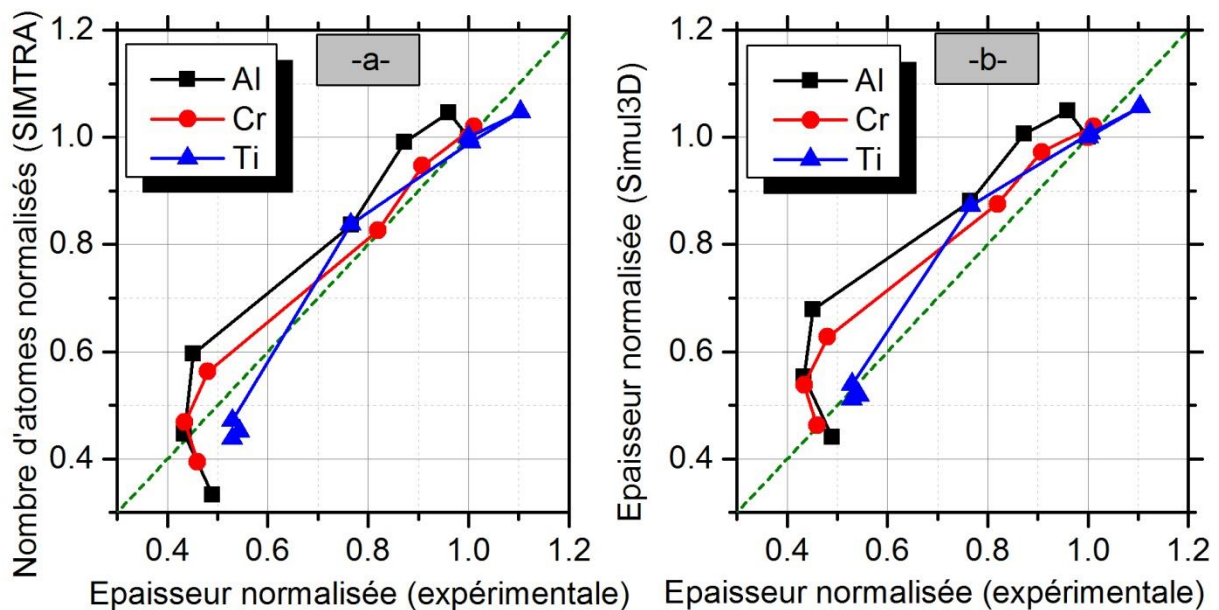 Nombre d'atomes normalisés (SIMTRA)
1.2
1.0
0.8
0.6
0.4
-a-
Al
Cr
Ti
0.4 0.6 0.8 1.0 1.2
Epaisseur normalisée (expérimentale)
Epaisseur normalisée (Simul3D)
1.2
1.0
0.8
0.6
0.4
-b-
Al
Cr
Ti
0.4 0.6 0.8 1.0 1.2
Epaisseur normalisée (expérimentale)